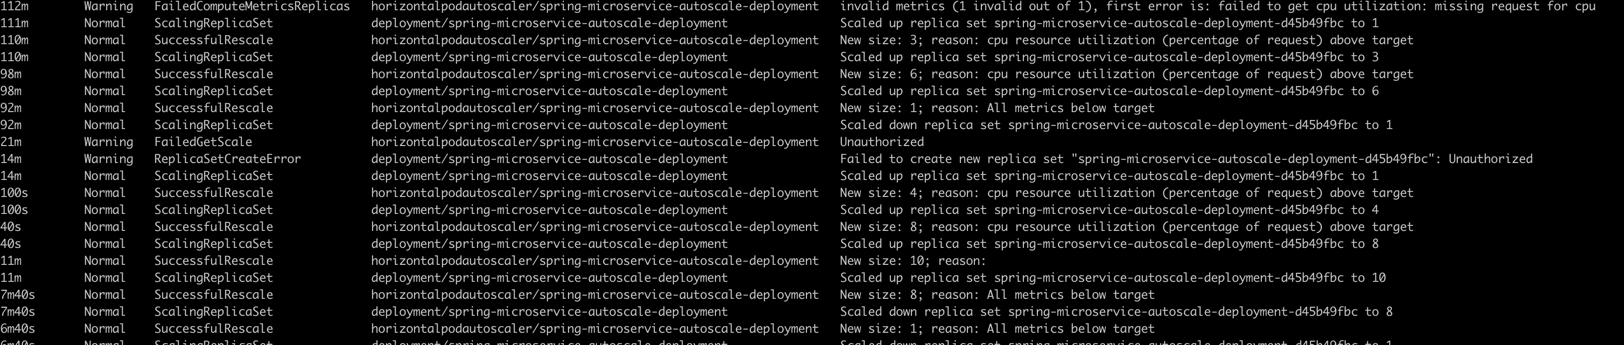 112m Warning FailedComputeMetricsReplicas horizontalpodautoscaler/spring-microservice-autoscale-deployment invalid metrics (1 invalid out of 1), first error is: failed to get cpu utilization: missing request for cpu
111m Normal ScalingReplicaSet deployment/spring-microservice-autoscale-deployment Scaled up replica set spring-microservice-autoscale-deployment-d45b49fbc to 1
110m Normal SuccessfulRescale horizontalpodautoscaler/spring-microservice-autoscale-deployment New size: 3; reason: cpu resource utilization (percentage of request) above target
110m Normal ScalingReplicaSet deployment/spring-microservice-autoscale-deployment Scaled up replica set spring-microservice-autoscale-deployment-d45b49fbc to 3
98m Normal SuccessfulRescale horizontalpodautoscaler/spring-microservice-autoscale-deployment New size: 6; reason: cpu resource utilization (percentage of request) above target
98m Normal ScalingReplicaSet deployment/spring-microservice-autoscale-deployment Scaled up replica set spring-microservice-autoscale-deployment-d45b49fbc to 6
92m Normal SuccessfulRescale horizontalpodautoscaler/spring-microservice-autoscale-deployment New size: 1; reason: All metrics below target
92m Normal ScalingReplicaSet deployment/spring-microservice-autoscale-deployment Scaled down replica set spring-microservice-autoscale-deployment-d45b49fbc to 1
21m Warning FailedGetScale horizontalpodautoscaler/spring-microservice-autoscale-deployment Unauthorized
14m Warning ReplicaSetCreateError deployment/spring-microservice-autoscale-deployment Failed to create new replica set "spring-microservice-autoscale-deployment-d45b49fbc": Unauthorized
14m Normal ScalingReplicaSet deployment/spring-microservice-autoscale-deployment Scaled up replica set spring-microservice-autoscale-deployment-d45b49fbc to 1
100s Normal SuccessfulRescale horizontalpodautoscaler/spring-microservice-autoscale-deployment New size: 4; reason: cpu resource utilization (percentage of request) above target
100s Normal ScalingReplicaSet deployment/spring-microservice-autoscale-deployment Scaled up replica set spring-microservice-autoscale-deployment-d45b49fbc to 4
40s Normal SuccessfulRescale horizontalpodautoscaler/spring-microservice-autoscale-deployment New size: 8; reason: cpu resource utilization (percentage of request) above target
40s Normal ScalingReplicaSet deployment/spring-microservice-autoscale-deployment Scaled up replica set spring-microservice-autoscale-deployment-d45b49fbc to 8
11m Normal SuccessfulRescale horizontalpodautoscaler/spring-microservice-autoscale-deployment New size: 10; reason:
11m Normal ScalingReplicaSet deployment/spring-microservice-autoscale-deployment Scaled up replica set spring-microservice-autoscale-deployment-d45b49fbc to 10
7m40s Normal SuccessfulRescale horizontalpodautoscaler/spring-microservice-autoscale-deployment New size: 8; reason: All metrics below target
7m40s Normal ScalingReplicaSet deployment/spring-microservice-autoscale-deployment Scaled down replica set spring-microservice-autoscale-deployment-d45b49fbc to 8
6m40s Normal SuccessfulRescale horizontalpodautoscaler/spring-microservice-autoscale-deployment New size: 1; reason: All metrics below target
6m40s Normal ScalingReplicaSet deployment/spring-microservice-autoscale-deployment Scaled down replica set spring-microservice-autoscale-deployment-d45b49fbc to 1